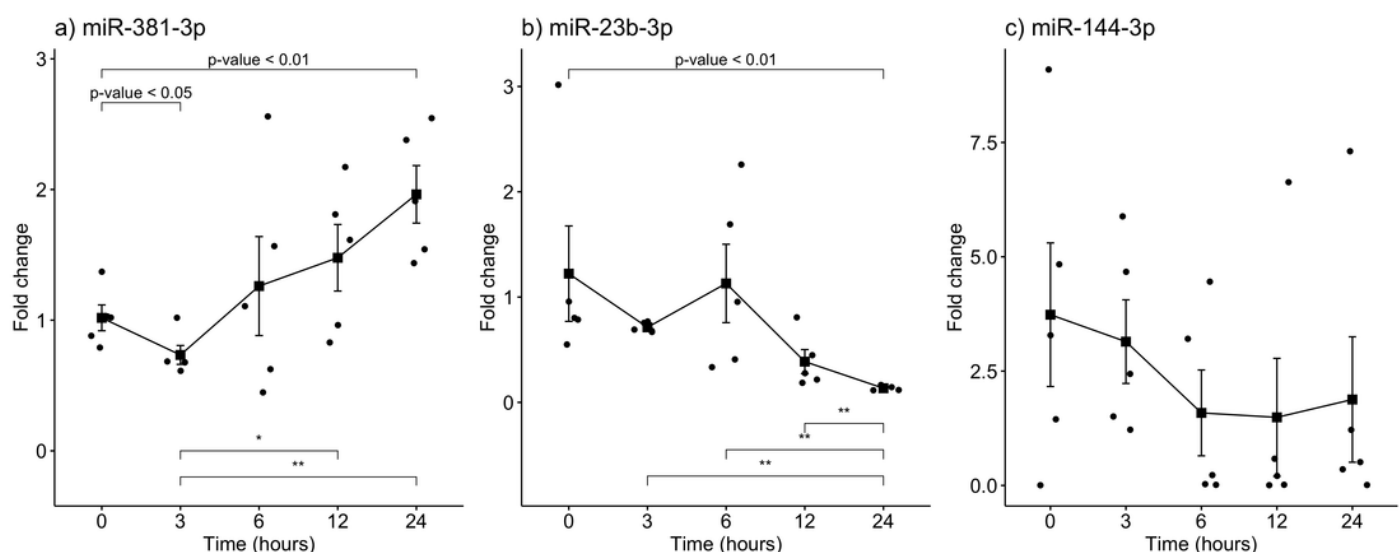 a) miR-381-3p
Fold change
3
2
1
0
p-value < 0.01
p-value < 0.05
*
**
0 3 6 12 24
Time (hours)
b) miR-23b-3p
Fold change
3
2
1
0
p-value < 0.01
**
**
**
0 3 6 12 24
Time (hours)
c) miR-144-3p
Fold change
7.5
5.0
2.5
0.0
0 3 6 12 24
Time (hours)